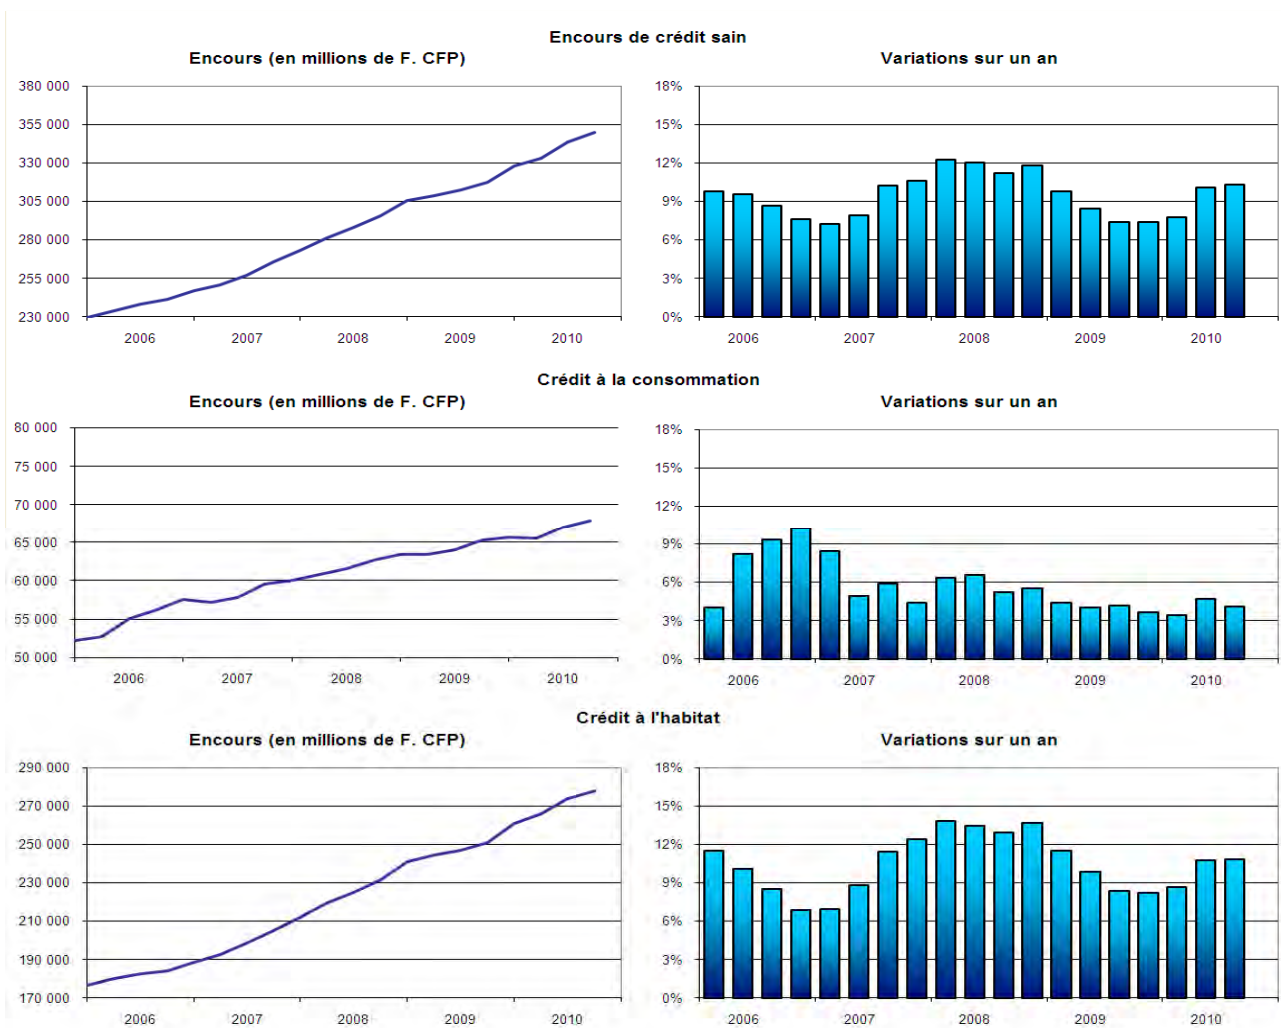 Encours de crédit sain
Encours (en millions de F. CFP)
Variations sur un an
380 000
355 000
330 000
305 000
280 000
255 000
230 000
2006 2007 2008 2009 2010
18%
15%
12%
9%
6%
3%
0%
2006 2007 2008 2009 2010
Crédit à la consommation
Encours (en millions de F. CFP)
Variations sur un an
80 000
75 000
70 000
65 000
60 000
55 000
50 000
2006 2007 2008 2009 2010
18%
15%
12%
9%
6%
3%
0%
2006 2007 2008 2009 2010
Crédit à l'habitat
Encours (en millions de F. CFP)
Variations sur un an
290 000
270 000
250 000
230 000
210 000
190 000
170 000
2006 2007 2008 2009 2010
18%
15%
12%
9%
6%
3%
0%
2006 2007 2008 2009 2010